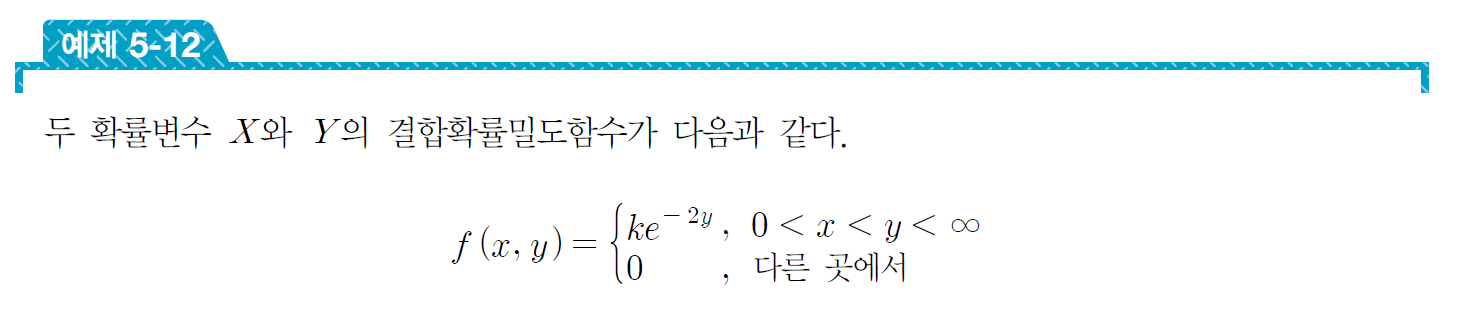 예제 5-12
두 확률변수 X와 Y의 결합확률밀도함수가 다음과 같다.
f(x, y) = { ke^{-2y}, 0 < x < y < ∞
0 , 다른 곳에서